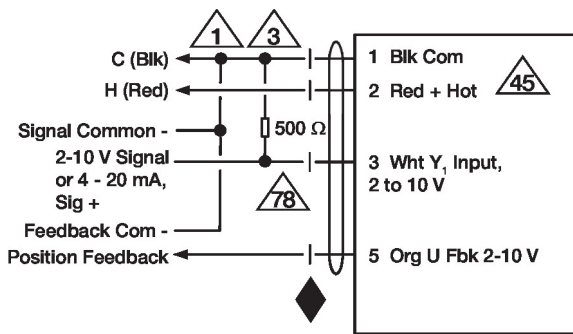 1
3
C (Blk)
1 Blk Com
45
H (Red)
2 Red + Hot
Signal Common -
500 Ω
2-10 V Signal
or 4 - 20 mA,
Sig +
3 Wht Y₁ Input,
2 to 10 V
78
Feedback Com -
Position Feedback
5 Org U Fbk 2-10 V